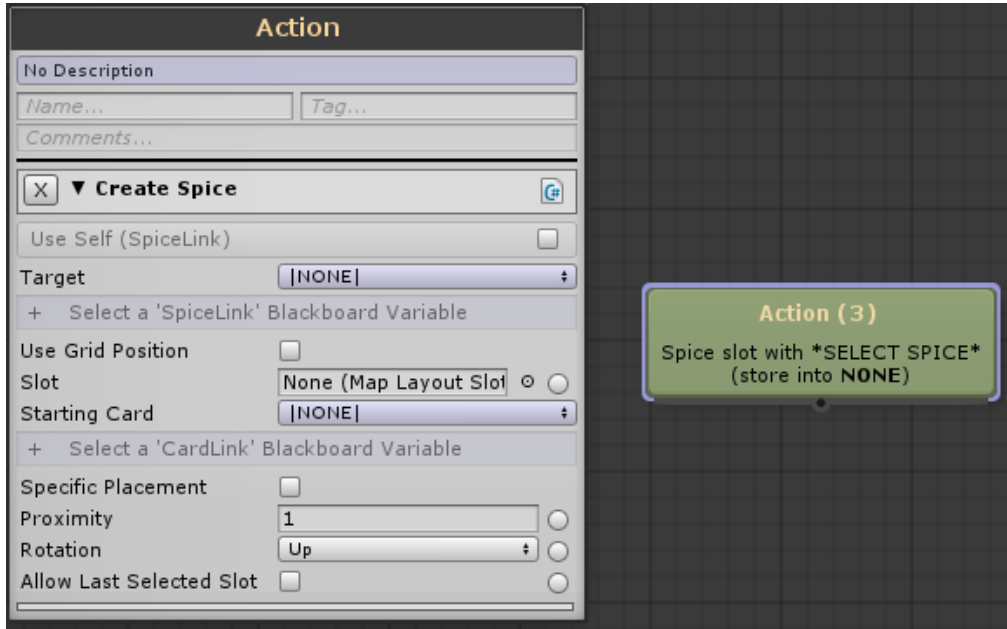 Action
No Description
Name...
Tag...
Comments...
X ▼ Create Spice C#
Use Self (SpiceLink)
Target |NONE|
+ Select a 'SpiceLink' Blackboard Variable
Use Grid Position
Slot None (Map Layout Slot
Starting Card |NONE|
+ Select a 'CardLink' Blackboard Variable
Specific Placement
Proximity 1
Rotation Up
Allow Last Selected Slot
Action (3)
Spice slot with *SELECT SPICE*
(store into NONE)